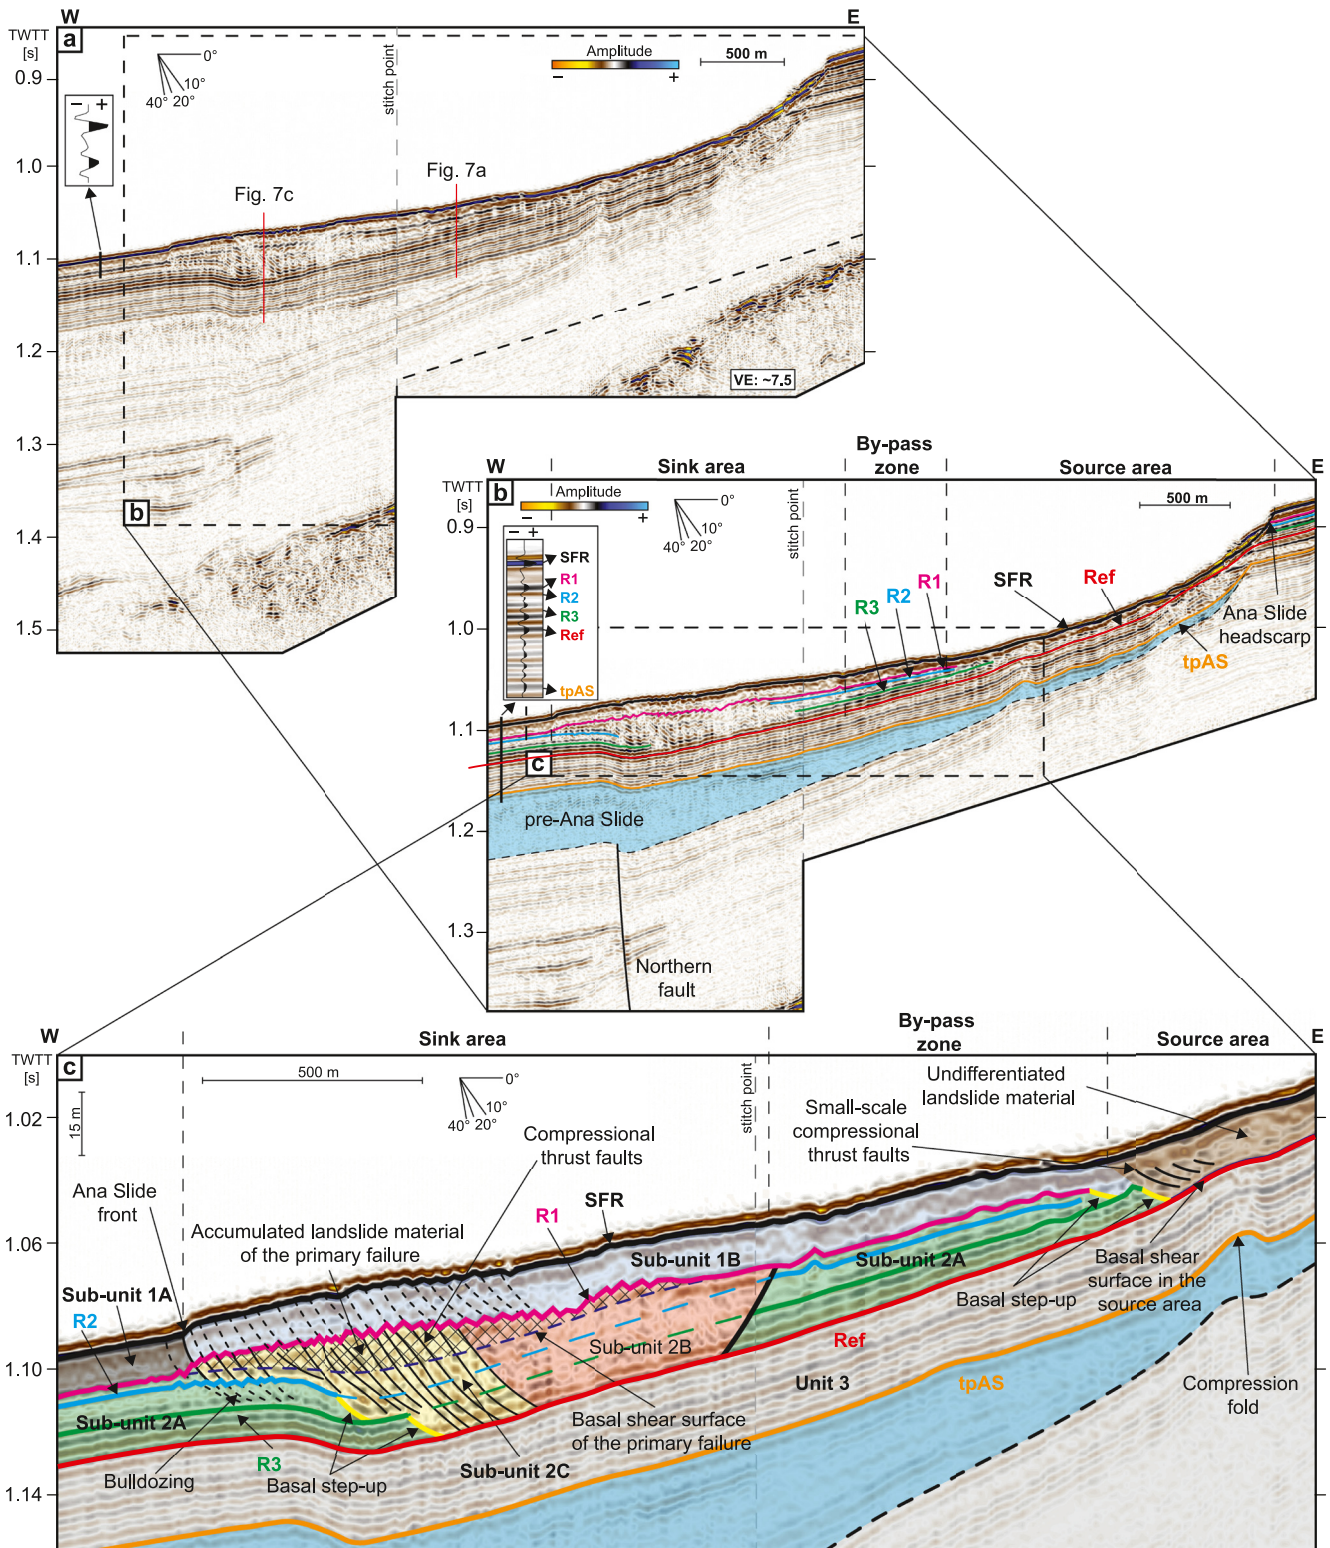 W
E
TWTT
[s]
a
0°
10°
20°
40°
stitch point
Amplitude
−
+
500 m
0.9
1.0
1.1
1.2
1.3
1.4
1.5
− +
Fig. 7c
Fig. 7a
VE: ~7.5
b
W
Sink area
By-pass
zone
Source area
E
TWTT
[s]
b
Amplitude
−
+
0°
10°
20°
40°
stitch point
500 m
0.9
1.0
1.1
1.2
1.3
− +
SFR
R1
R2
R3
Ref
tpAS
R3
R2
R1
SFR
Ref
Ana Slide
headscarp
tpAS
c
pre-Ana Slide
Northern
fault
W
Sink area
By-pass
zone
Source area
E
TWTT
[s]
c
500 m
0°
10°
20°
40°
15 m
stitch point
1.02
1.06
1.10
1.14
Undifferentiated
landslide material
Small-scale
compressional
thrust faults
Compressional
thrust faults
Ana Slide
front
Accumulated landslide material
of the primary failure
R1
SFR
Sub-unit 1B
Sub-unit 2A
Sub-unit 1A
R2
Basal step-up
Basal shear
surface in the
source area
Sub-unit 2B
Ref
Unit 3
tpAS
Compression
fold
Sub-unit 2A
Basal shear surface
of the primary failure
R3
Bulldozing
Basal step-up
Sub-unit 2C